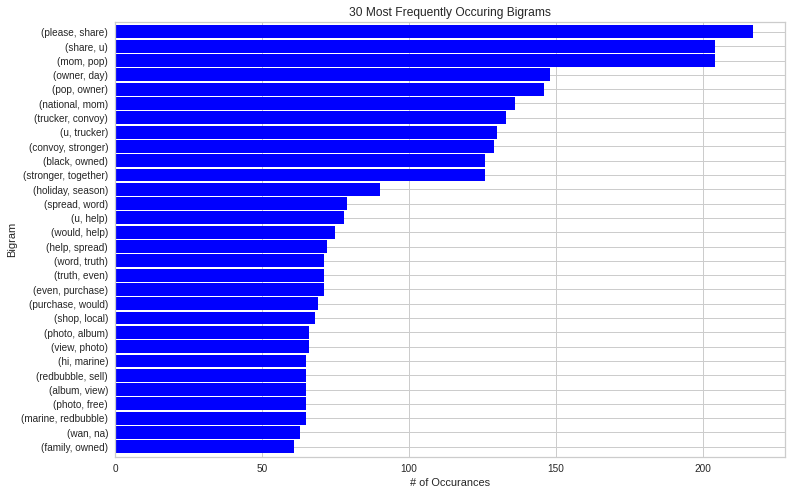 30 Most Frequently Occuring Bigrams
(please, share)
(share, u)
(mom, pop)
(owner, day)
(pop, owner)
(national, mom)
(trucker, convoy)
(u, trucker)
(convoy, stronger)
(black, owned)
(stronger, together)
(holiday, season)
(spread, word)
(u, help)
(would, help)
(help, spread)
(word, truth)
(truth, even)
(even, purchase)
(purchase, would)
(shop, local)
(photo, album)
(view, photo)
(hi, marine)
(redbubble, sell)
(album, view)
(photo, free)
(marine, redbubble)
(wan, na)
(family, owned)
Bigram
0 50 100 150 200
# of Occurances